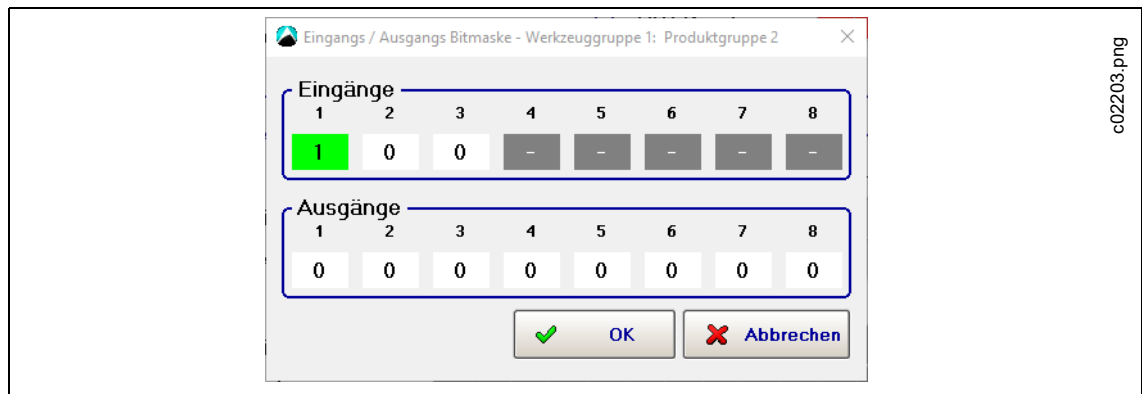 Eingangs / Ausgangs Bitmaske - Werkzeuggruppe 1: Produktgruppe 2
Eingänge
1 2 3 4 5 6 7 8
1 0 0 - - - - -
Ausgänge
1 2 3 4 5 6 7 8
0 0 0 0 0 0 0 0
OK Abbrechen
c02203.png